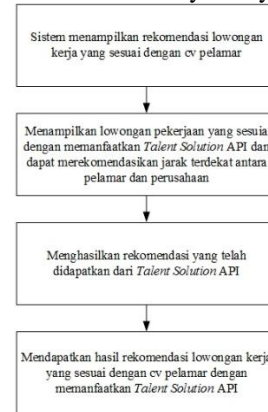 Sistem menampilkan rekomendasi lowongan
kerja yang sesuai dengan cv pelamar
Menampilkan lowongan pekerjaan yang sesuia
dengan memanfaatkan Talent Solution API dan
dapat merekomendasikan jarak terdekat antara
pelamar dan perusahaan
Menghasilkan rekomendasi yang telah
didapatkan dari Talent Solution API
Mendapatkan hasil rekomendasi lowongan kerja
yang sesuai dengan cv pelamar dengan
memanfaatkan Talent Solution API